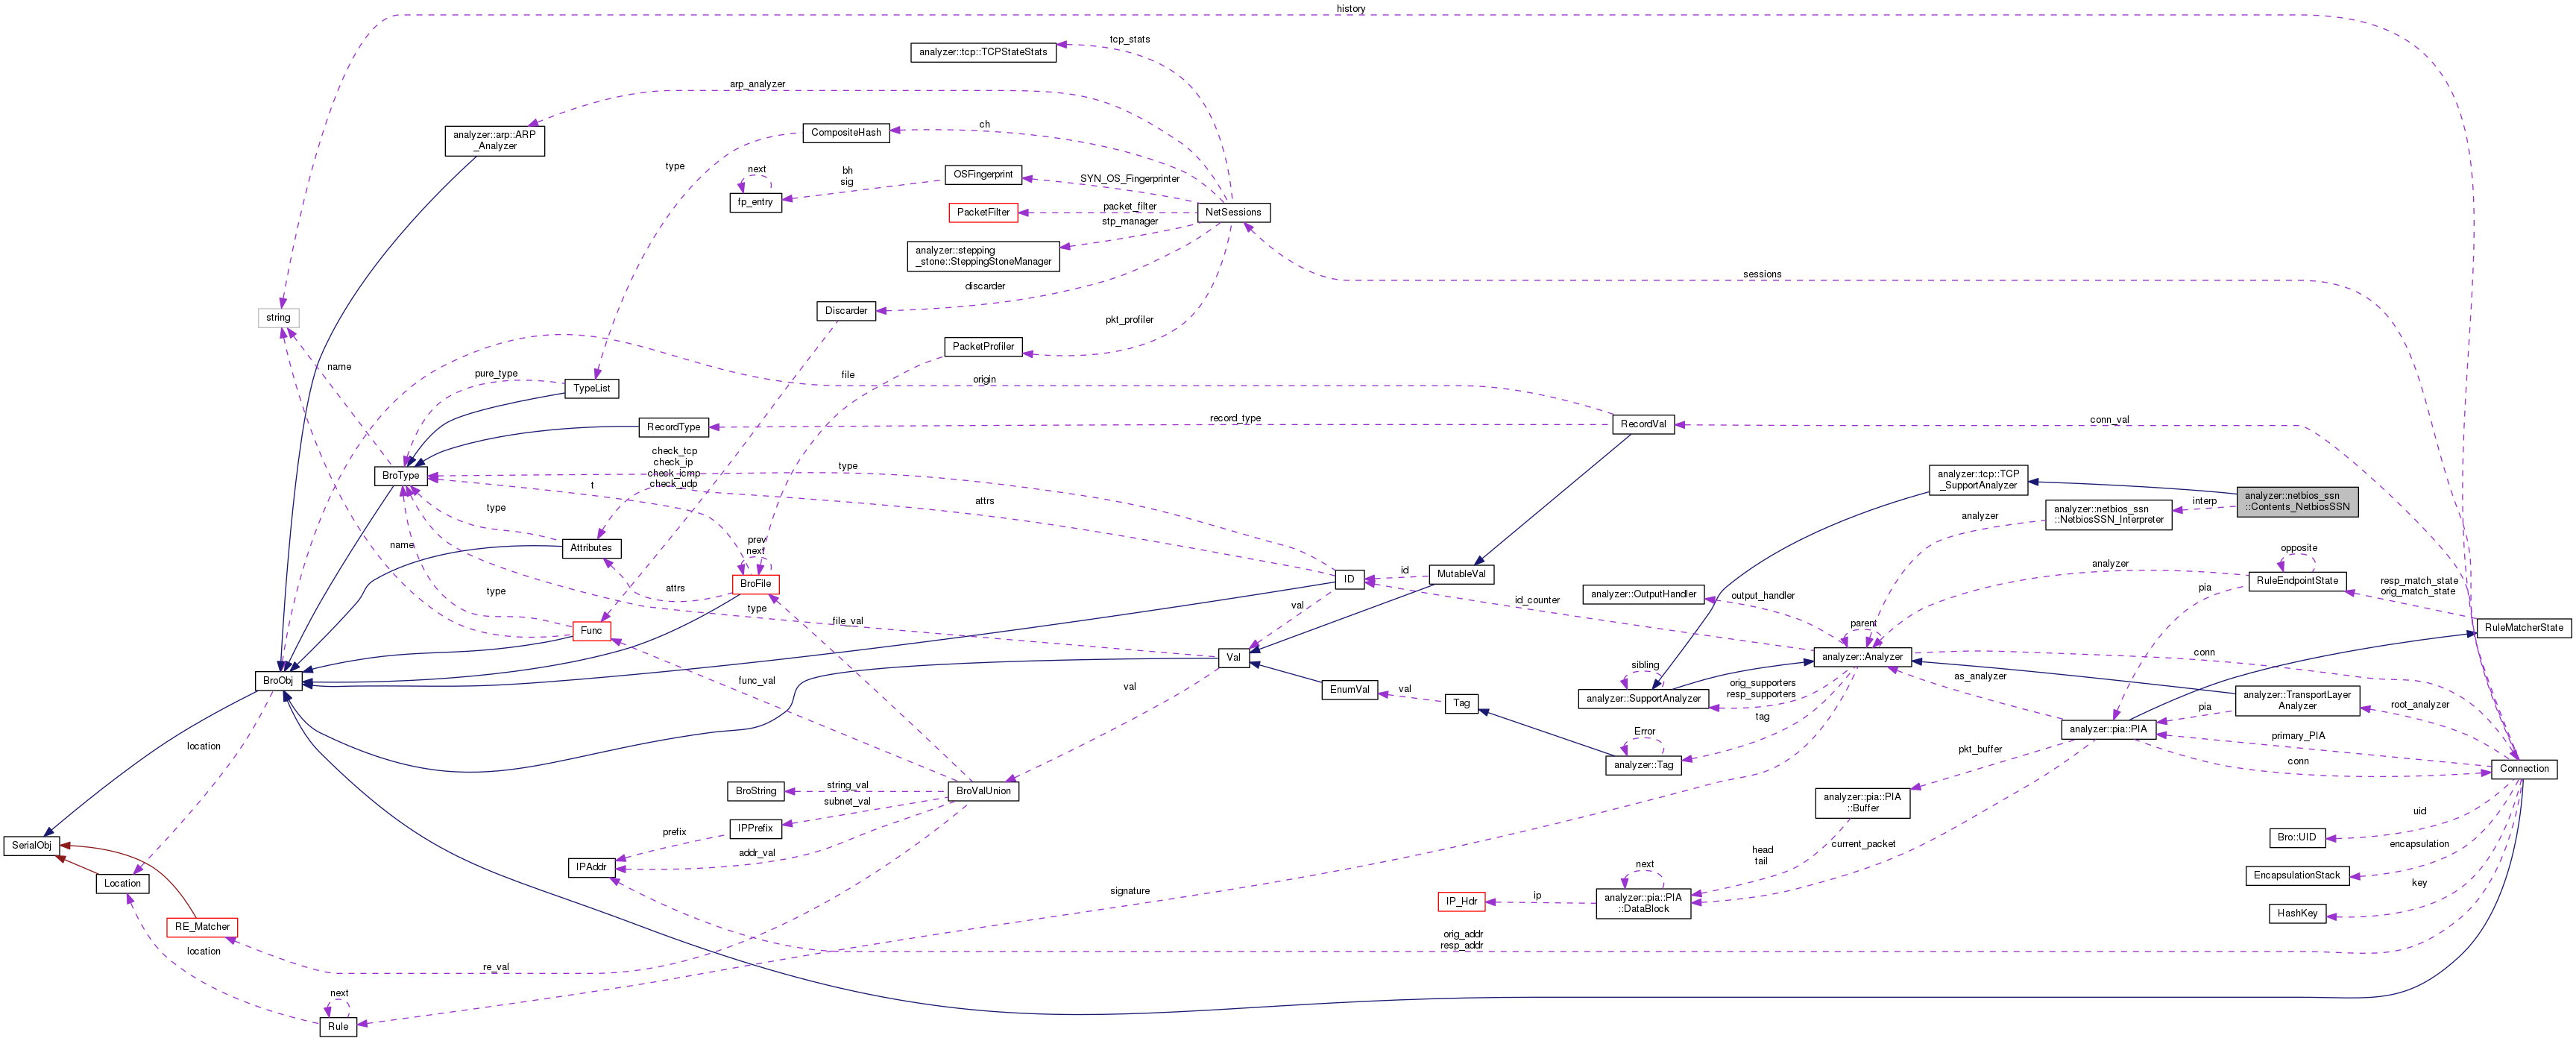 history
tcp_stats
analyzer::tcp::TCPStateStats
arp_analyzer
analyzer::arp::ARP
_Analyzer
ch
CompositeHash
type
next
fp_entry
bh
sig
OSFingerprint
SYN_OS_Fingerprinter
PacketFilter
packet_filter
stp_manager
NetSessions
analyzer::stepping
_stone::SteppingStoneManager
sessions
discarder
Discarder
string
pkt_profiler
PacketProfiler
name
pure_type
TypeList
file
origin
RecordType
record_type
RecordVal
conn_val
check_tcp
check_ip
check_icmp
check_udp
BroType
type
t
attrs
analyzer::tcp::TCP
_SupportAnalyzer
analyzer::netbios_ssn
::Contents_NetbiosSSN
interp
analyzer::netbios_ssn
::NetbiosSSN_Interpreter
analyzer
type
name
Attributes
prev
next
BroFile
attrs
type
type
file_val
Func
ID
id
MutableVal
val
id_counter
analyzer::OutputHandler
output_handler
parent
analyzer
opposite
RuleEndpointState
pia
resp_match_state
orig_match_state
RuleMatcherState
BroObj
Val
analyzer::Analyzer
conn
func_val
val
EnumVal
val
Tag
sibling
analyzer::SupportAnalyzer
orig_supporters
resp_supporters
tag
as_analyzer
analyzer::TransportLayer
Analyzer
pia
root_analyzer
analyzer::pia::PIA
primary_PIA
conn
Connection
location
Error
analyzer::Tag
pkt_buffer
BroString
string_val
subnet_val
BroValUnion
analyzer::pia::PIA
::Buffer
uid
Bro::UID
IPPrefix
prefix
addr_val
SerialObj
current_packet
encapsulation
IPAddr
head
tail
next
EncapsulationStack
Location
signature
IP_Hdr
ip
analyzer::pia::PIA
::DataBlock
key
HashKey
RE_Matcher
orig_addr
resp_addr
location
re_val
next
Rule